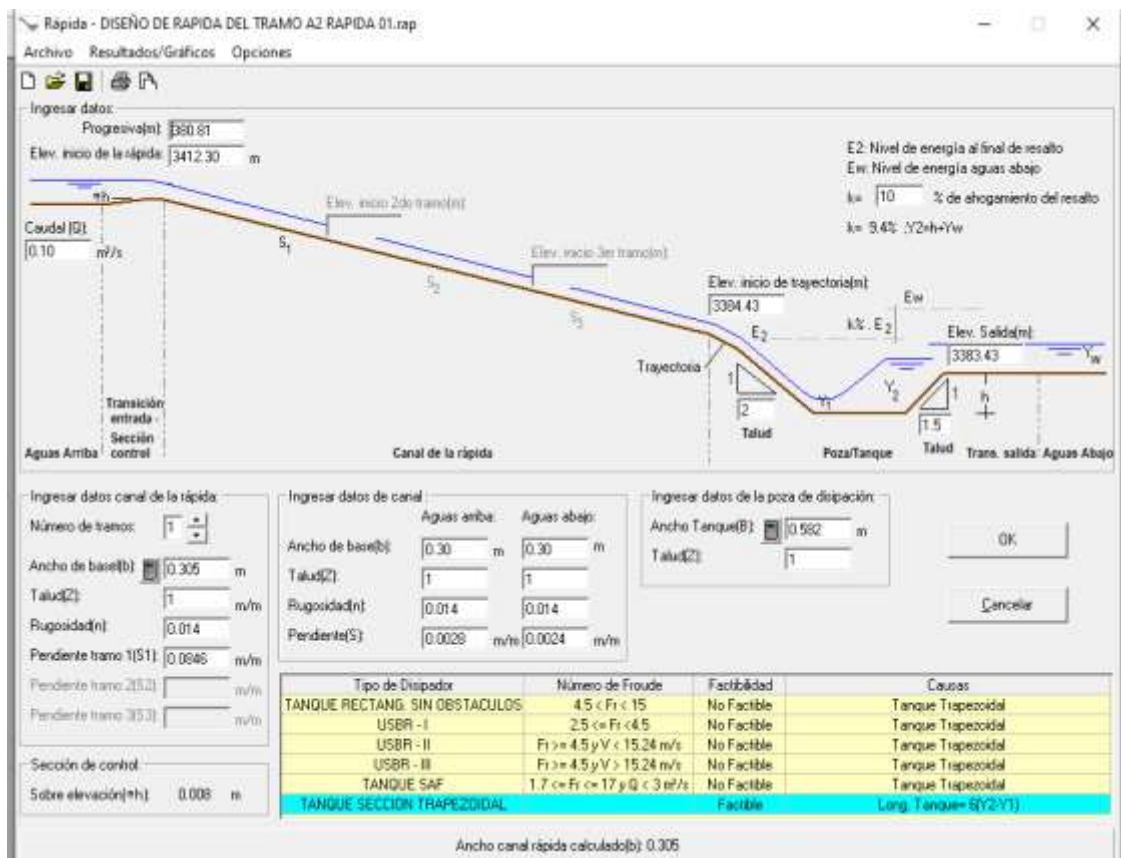 Rápida - DISEÑO DE RAPIDA DEL TRAMO A2 RAPIDA 01.rap
Archivo Resultados/Gráficos Opciones
Ingresar datos:
Progresiva(m): 380.81
Elev. inicio de la rápida: 3412.30 m
E2: Nivel de energía al final de resalto
Ew: Nivel de energía aguas abajo
k= 10 % de ahogamiento del resalto
k= 9.4% :Y2=h+Yw
h
Elev. inicio 2do tramo(m):
Caudal (Q):
0.10 m³/s
S1
Elev. inicio 3er tramo(m):
S2
Elev. inicio de trayectoria(m):
3384.43
Ew
S3
E2
k% . E2
Elev. Salida(m):
3383.43
Yw
Trayectoria
1
Y1
Y2
1
h
2
1.5
Talud
Talud
Transición entrada -
Sección control
Aguas Arriba
Canal de la rápida
Poza/Tanque
Trans. salida
Aguas Abajo
Ingresar datos canal de la rápida:
Número de tramos: 1
Ancho de base(b): 0.305 m
Talud(Z): 1 m/m
Rugosidad(n): 0.014
Pendiente tramo 1(S1): 0.0846 m/m
Pendiente tramo 2(S2): m/m
Pendiente tramo 3(S3): m/m
Sección de control:
Sobre elevación(h): 0.008 m
Ingresar datos de canal
Aguas arriba: Aguas abajo:
Ancho de base(b): 0.30 m 0.30 m
Talud(Z): 1 1
Rugosidad(n): 0.014 0.014
Pendiente(S): 0.0028 m/m 0.0024 m/m
Ingresar datos de la poza de disipación:
Ancho Tanque(B): 0.582 m
Talud(Z): 1
OK
Cancelar
Tipo de Disipador Número de Froude Factibilidad Causas
TANQUE RECTANG. SIN OBSTACULOS 4.5 < Fr < 15 No Factible Tanque Trapezoidal
USBR - I 2.5 <= Fr <4.5 No Factible Tanque Trapezoidal
USBR - II Fr >= 4.5 y V < 15.24 m/s No Factible Tanque Trapezoidal
USBR - III Fr >= 4.5 y V > 15.24 m/s No Factible Tanque Trapezoidal
TANQUE SAF 1.7 <= Fr <= 17 y Q < 3 m³/s No Factible Tanque Trapezoidal
TANQUE SECCION TRAPEZOIDAL Factible Long. Tanque= 6(Y2-Y1)
Ancho canal rápida calculado(b): 0.305